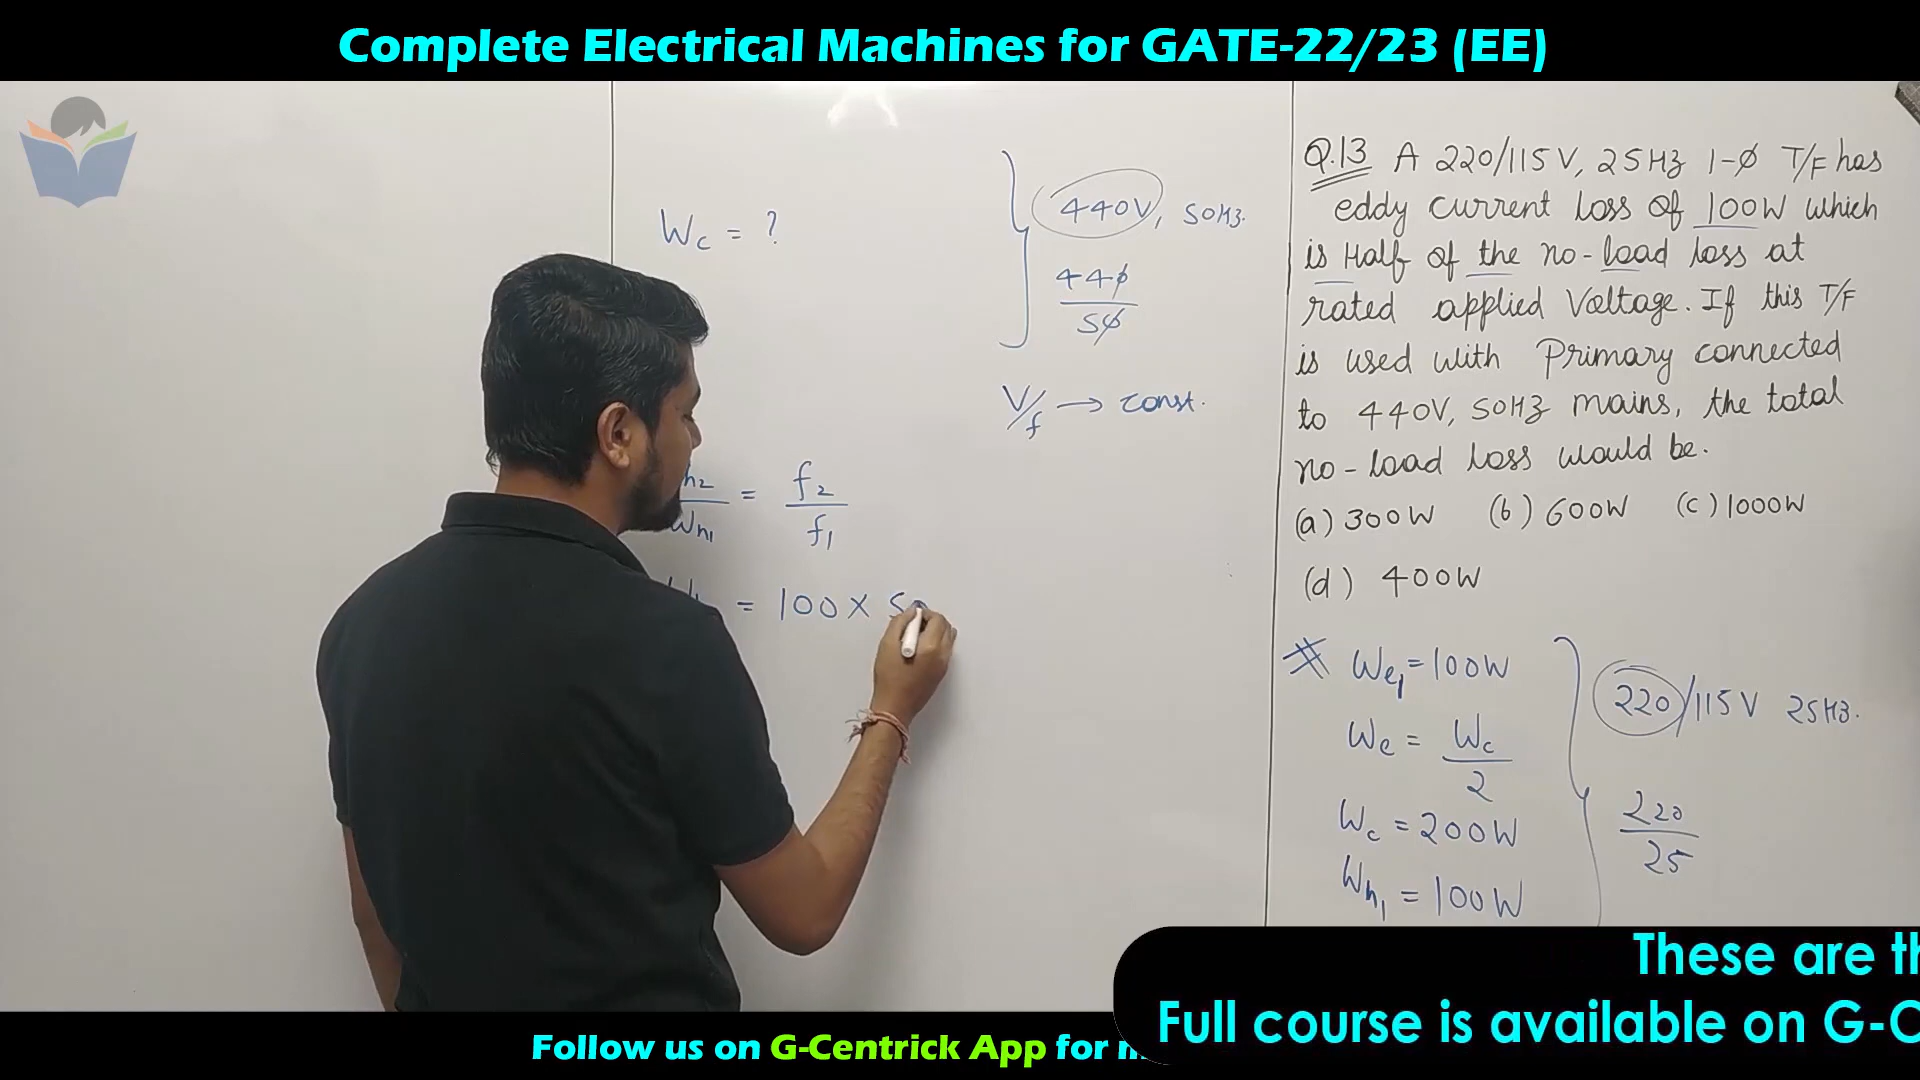 Complete Electrical Machines for GATE-22/23 (EE)
Wc = ?
440V, 50Hz.
440
50
V/f → const.
h2 = f2
Wh1 f1
= 100 × 50
Q.13 A 220/115V, 25Hz 1-ϕ T/F has
eddy current loss of 100W which
is Half of the no-load loss at
rated applied Voltage. If this T/F
is used with Primary connected
to 440V, 50Hz mains, the total
no-load loss would be.
(a) 300W (b) 600W (c) 1000W
(d) 400W
We1 = 100W
We = Wc
2
Wc = 200W
Wh1 = 100W
220/115V 25Hz.
220
25
These are
Full course is available on
Follow us on G-Centrick App for